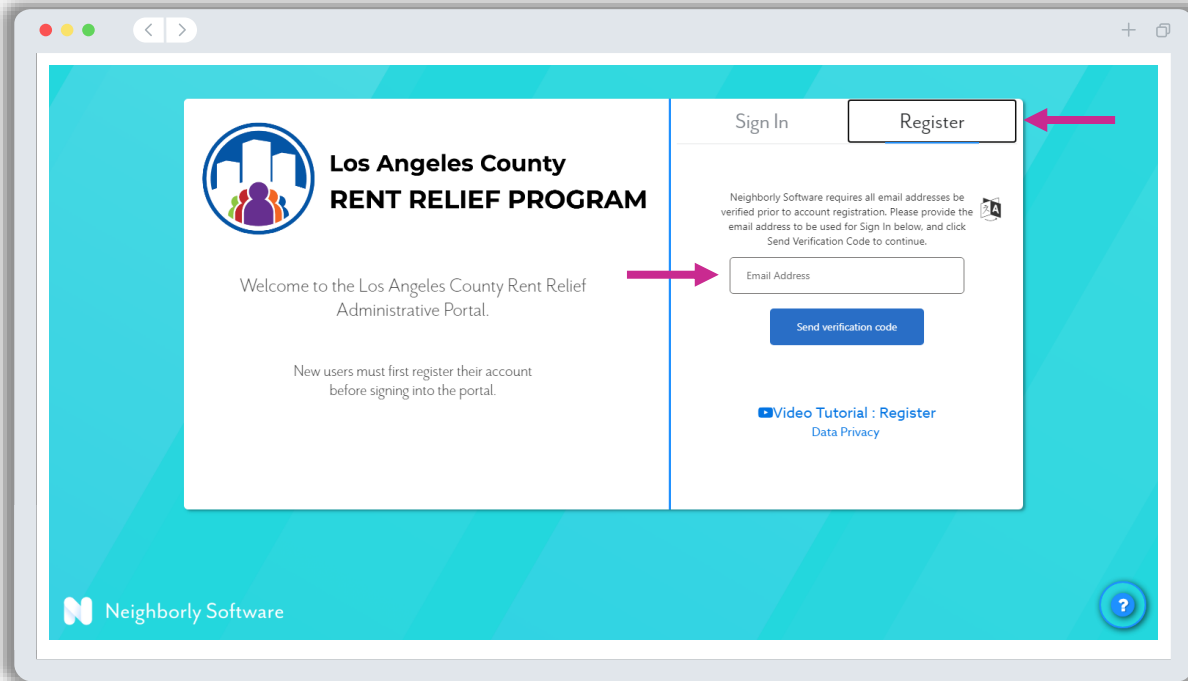 Los Angeles County
RENT RELIEF PROGRAM
Welcome to the Los Angeles County Rent Relief
Administrative Portal.
New users must first register their account
before signing into the portal.
Sign In
Register
Neighborly Software requires all email addresses be
verified prior to account registration. Please provide the
email address to be used for Sign In below, and click
Send Verification Code to continue.
Email Address
Send verification code
Video Tutorial : Register
Data Privacy
N Neighborly Software
?